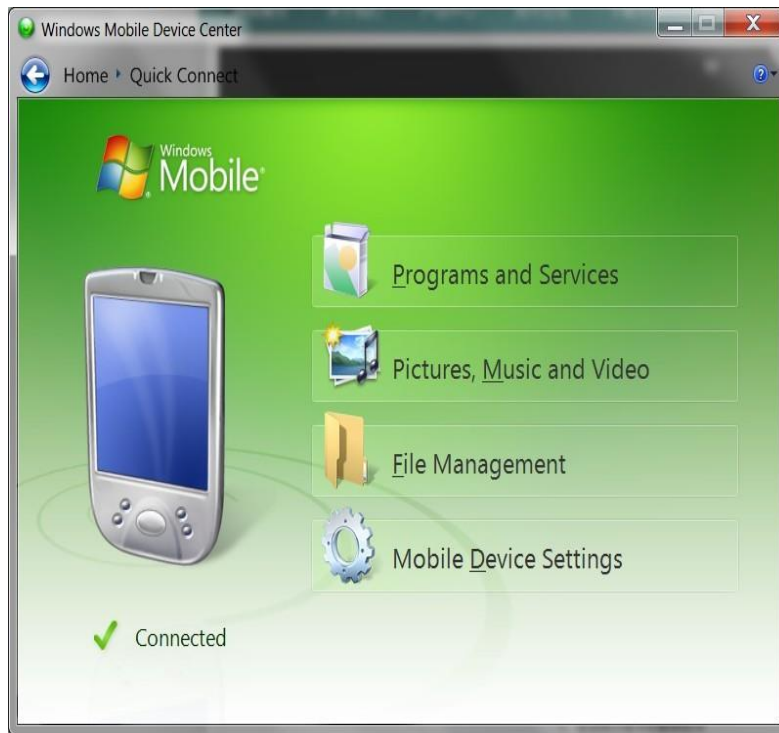 Windows Mobile Device Center
Home Quick Connect
Windows
Mobile®
Programs and Services
Pictures, Music and Video
File Management
Mobile Device Settings
Connected